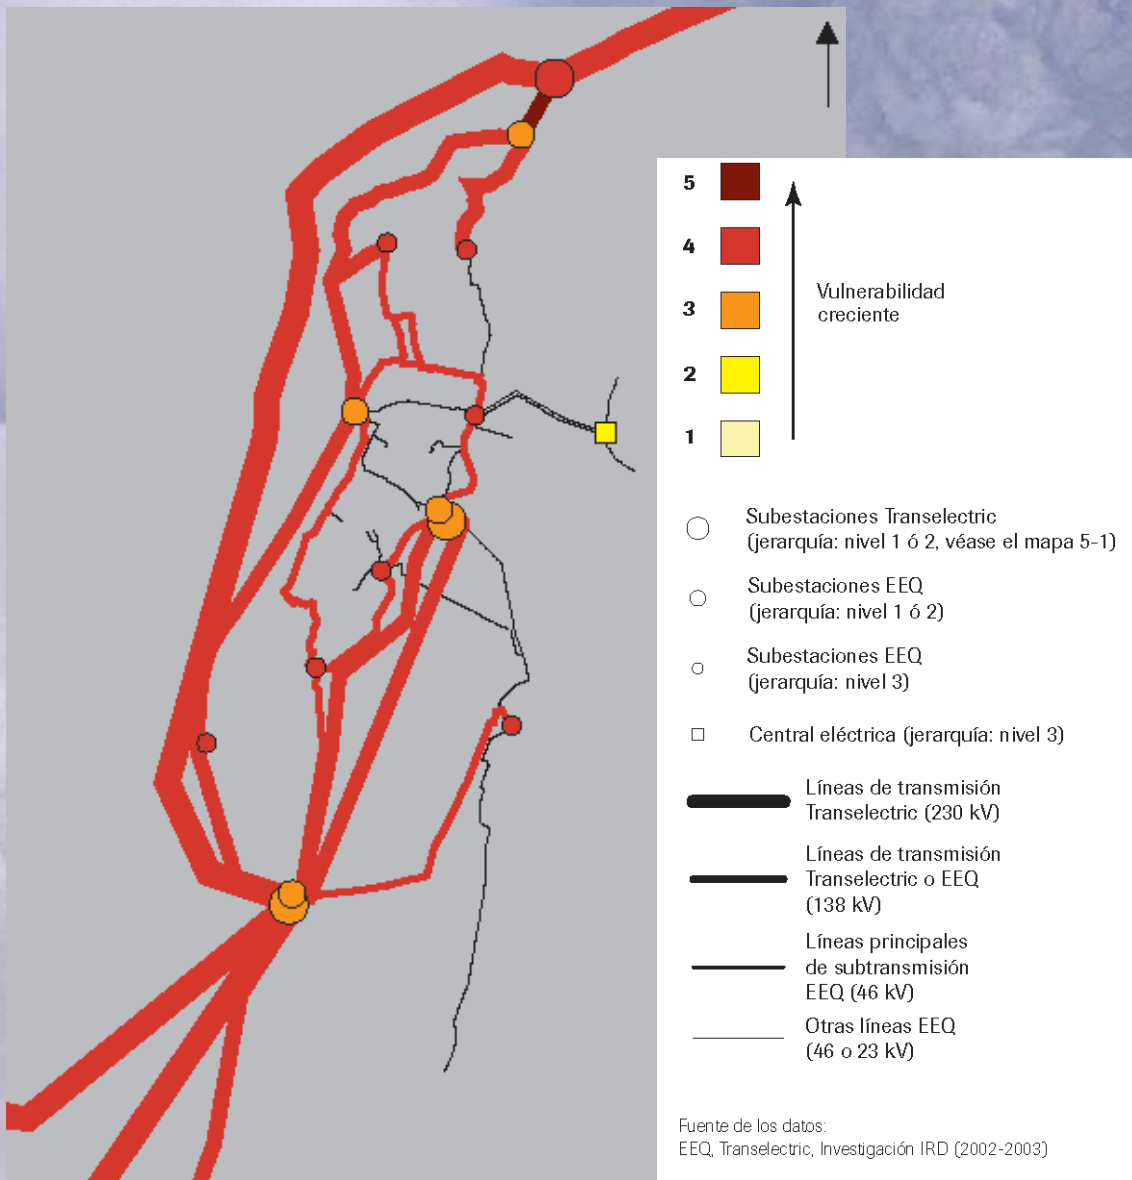 5
4
3
2
1
Vulnerabilidad
creciente
Subestaciones Transelectric
(jerarquía: nivel 1 ó 2, véase el mapa 5-1)
Subestaciones EEQ
(jerarquía: nivel 1 ó 2)
Subestaciones EEQ
(jerarquía: nivel 3)
Central eléctrica (jerarquía: nivel 3)
Líneas de transmisión
Transelectric (230 kV)
Líneas de transmisión
Transelectric o EEQ
(138 kV)
Líneas principales
de subtransmisión
EEQ (46 kV)
Otras líneas EEQ
(46 o 23 kV)
Fuente de los datos:
EEQ, Transelectric, Investigación IRD (2002-2003)